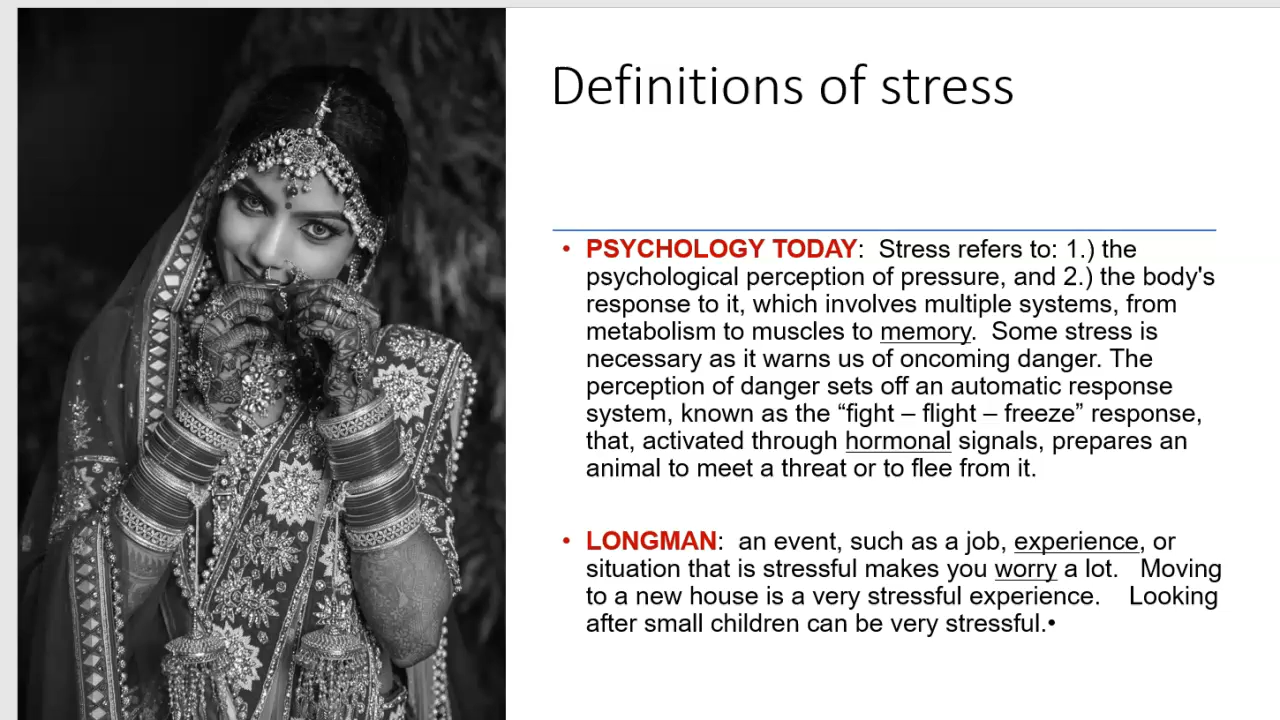 Definitions of stress
• PSYCHOLOGY TODAY:  Stress refers to: 1.) the
psychological perception of pressure, and 2.) the body's
response to it, which involves multiple systems, from
metabolism to muscles to memory.  Some stress is
necessary as it warns us of oncoming danger. The
perception of danger sets off an automatic response
system, known as the “fight – flight – freeze” response,
that, activated through hormonal signals, prepares an
animal to meet a threat or to flee from it.
• LONGMAN:  an event, such as a job, experience, or
situation that is stressful makes you worry a lot.   Moving
to a new house is a very stressful experience.    Looking
after small children can be very stressful.•